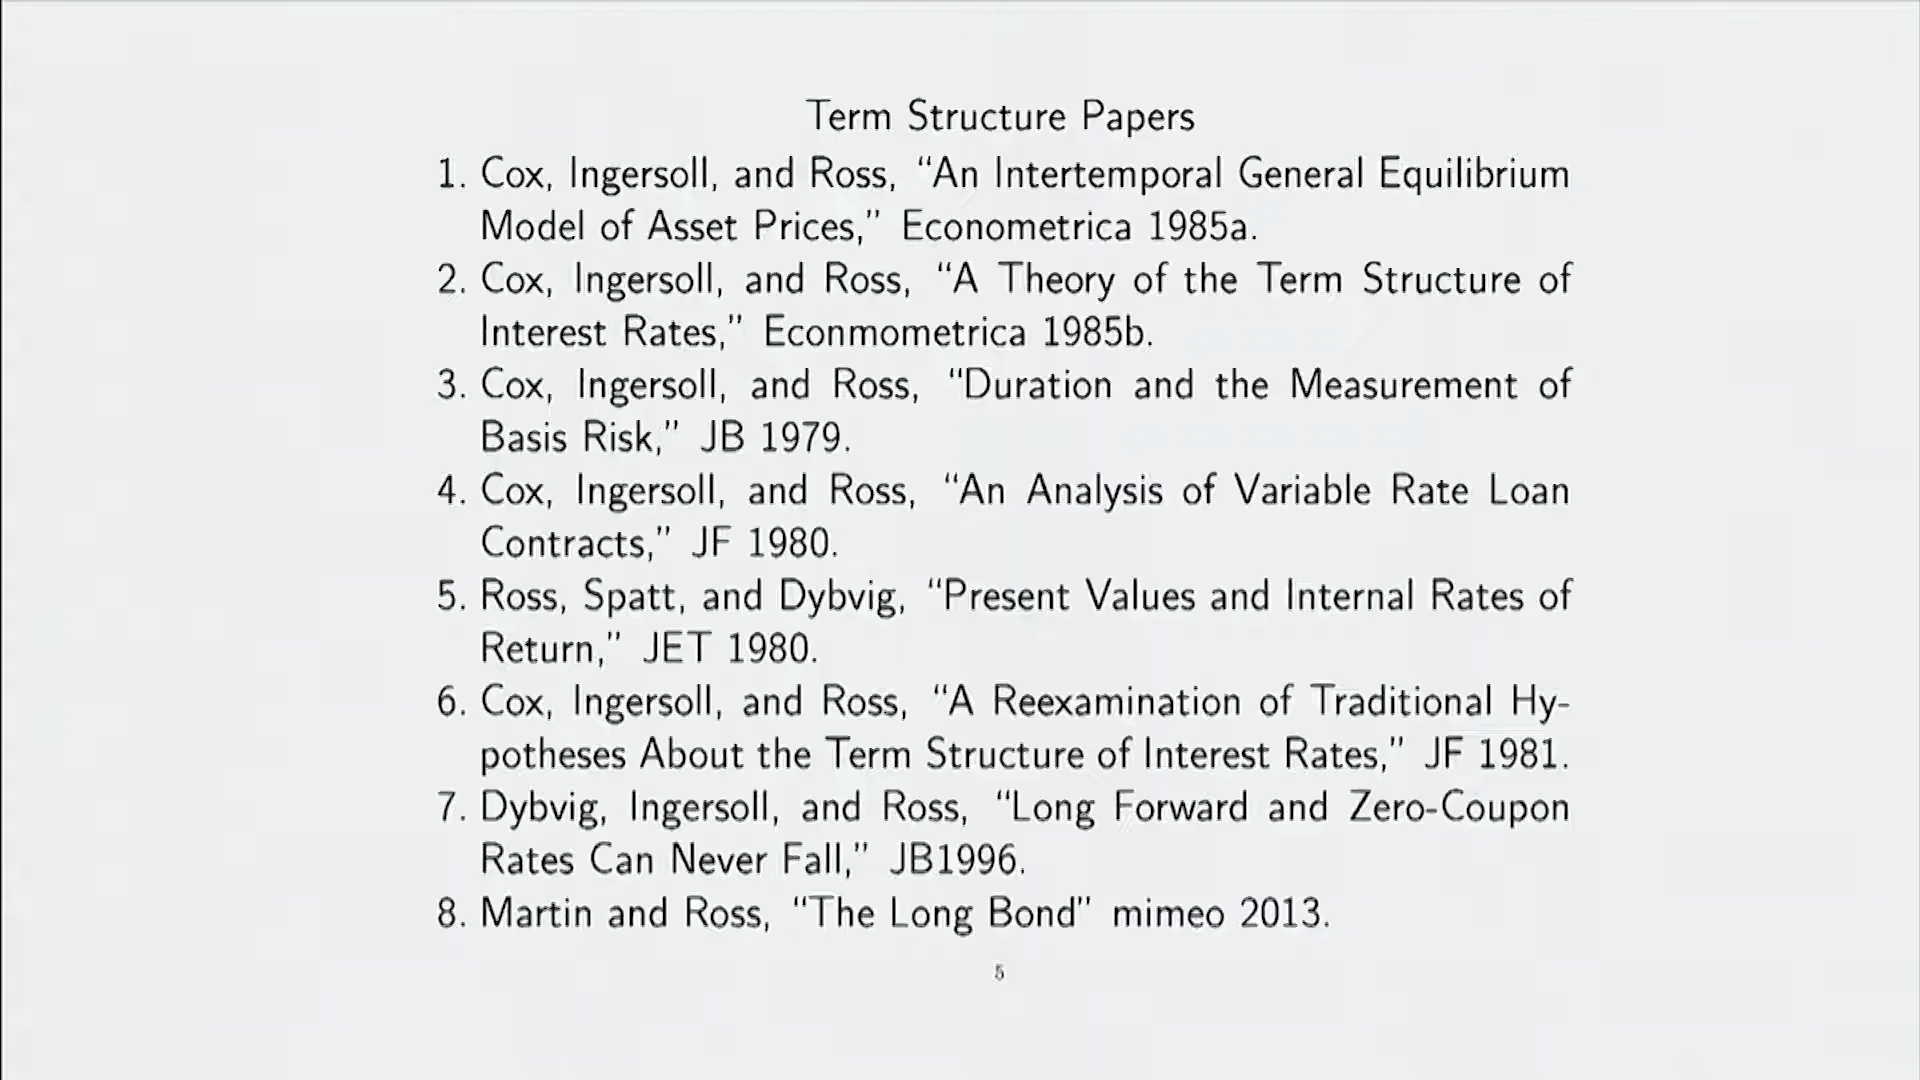 Term Structure Papers
1. Cox, Ingersoll, and Ross, “An Intertemporal General Equilibrium
Model of Asset Prices,” Econometrica 1985a.
2. Cox, Ingersoll, and Ross, “A Theory of the Term Structure of
Interest Rates,” Econmometrica 1985b.
3. Cox, Ingersoll, and Ross, “Duration and the Measurement of
Basis Risk,” JB 1979.
4. Cox, Ingersoll, and Ross, “An Analysis of Variable Rate Loan
Contracts,” JF 1980.
5. Ross, Spatt, and Dybvig, “Present Values and Internal Rates of
Return,” JET 1980.
6. Cox, Ingersoll, and Ross, “A Reexamination of Traditional Hy-
potheses About the Term Structure of Interest Rates,” JF 1981.
7. Dybvig, Ingersoll, and Ross, “Long Forward and Zero-Coupon
Rates Can Never Fall,” JB1996.
8. Martin and Ross, “The Long Bond” mimeo 2013.
5